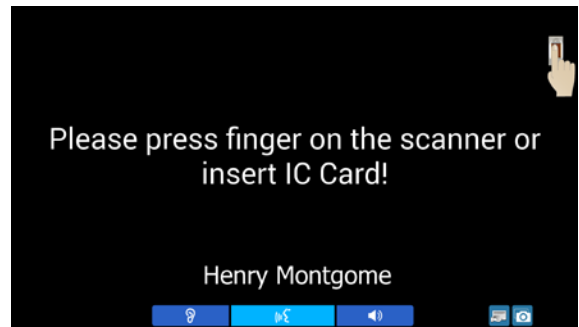 Please press finger on the scanner or
insert IC Card!
Henry Montgome